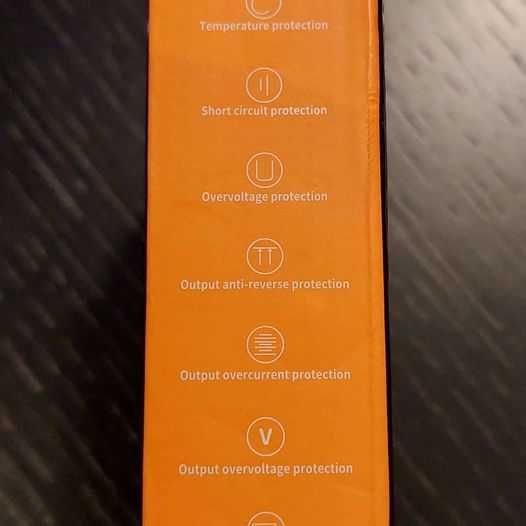 Temperature protection
Short circuit protection
U
Overvoltage protection
Output anti-reverse protection
Output overcurrent protection
V
Output overvoltage protection